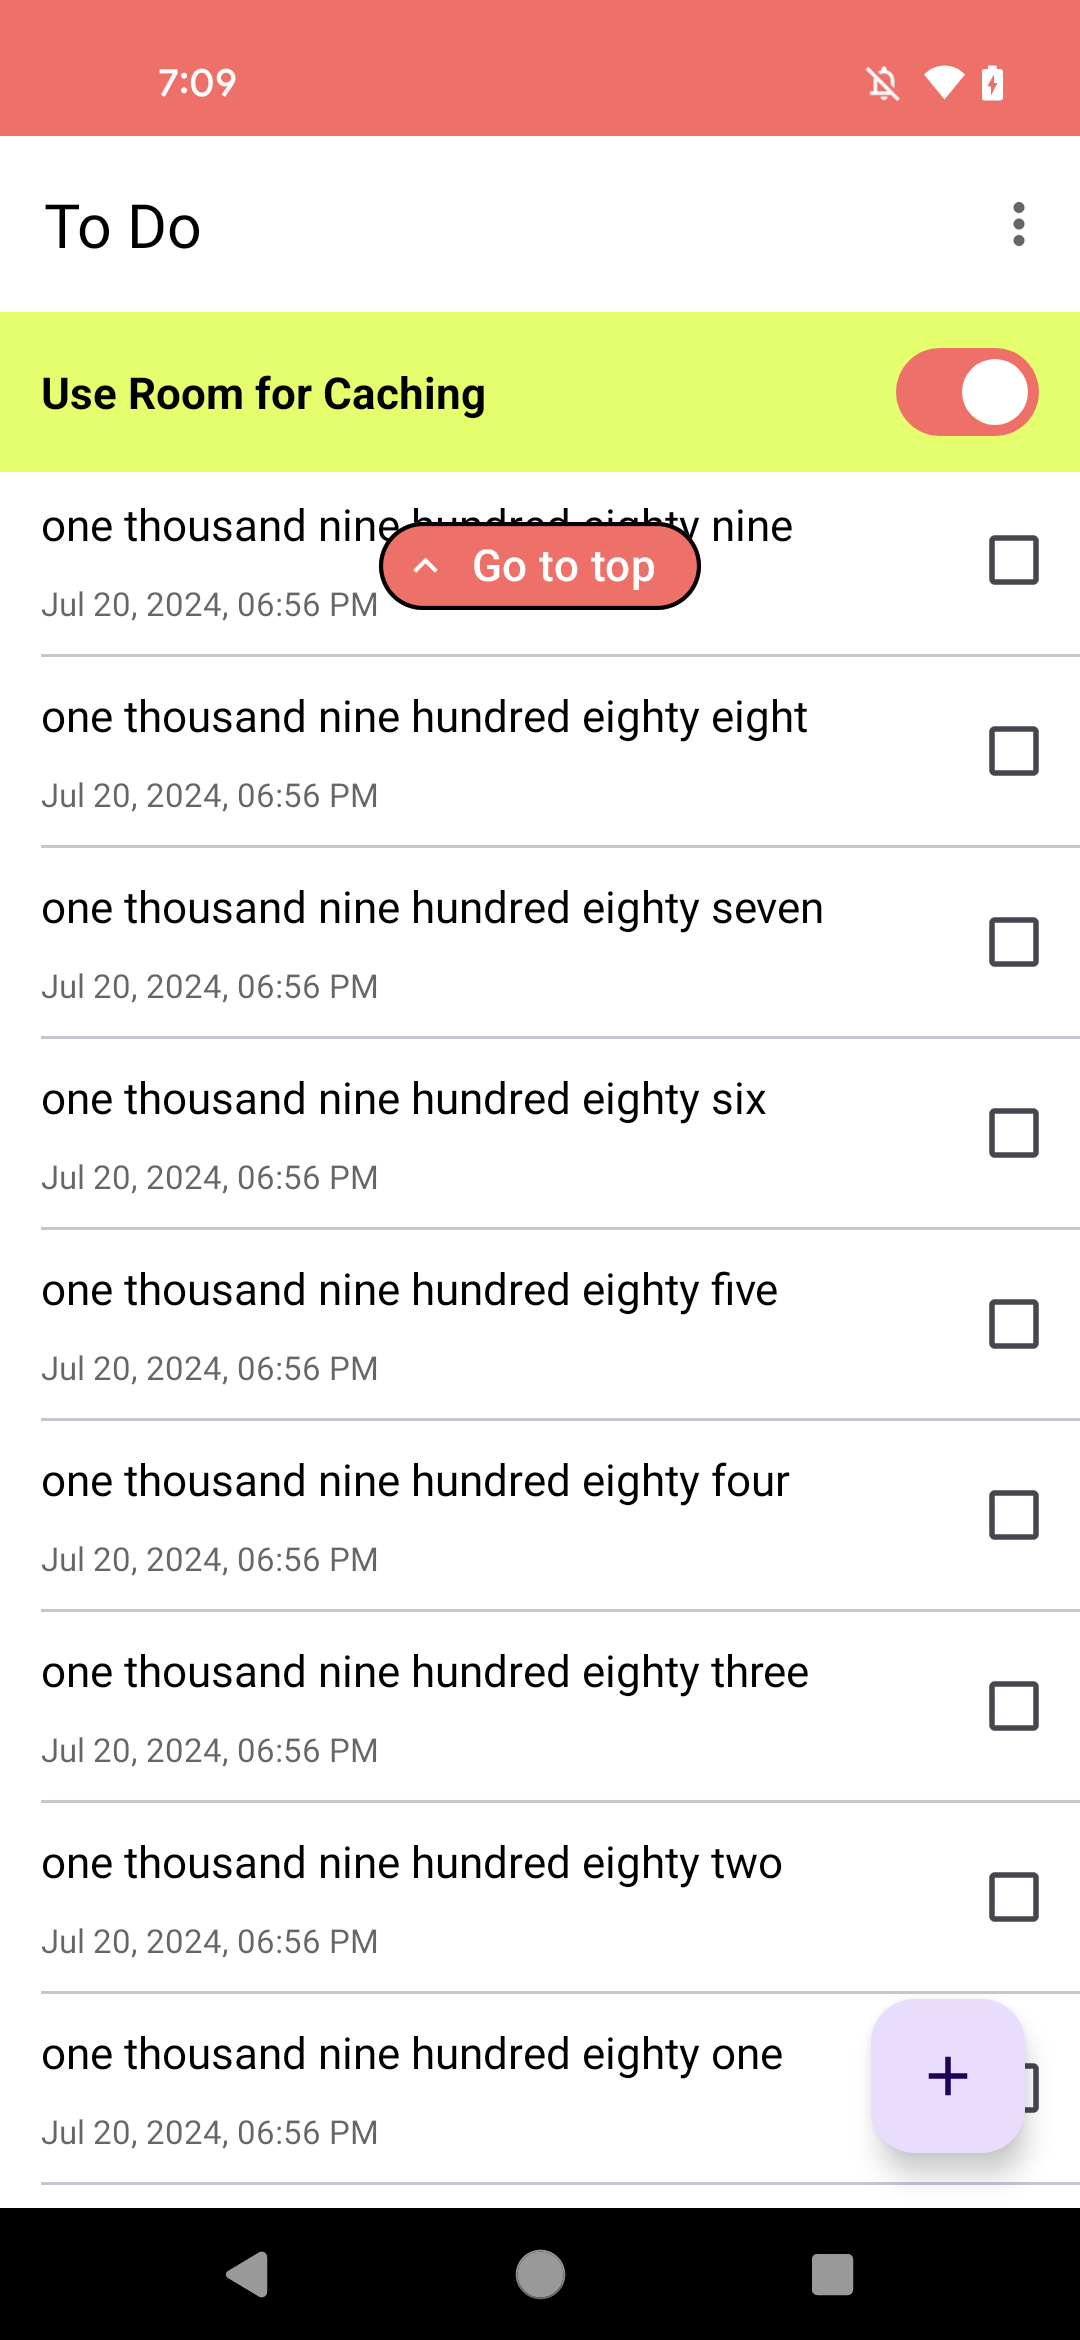 7:09
To Do
Use Room for Caching
one thousand nine hundred eighty nine
Go to top
Jul 20, 2024, 06:56 PM
one thousand nine hundred eighty eight
Jul 20, 2024, 06:56 PM
one thousand nine hundred eighty seven
Jul 20, 2024, 06:56 PM
one thousand nine hundred eighty six
Jul 20, 2024, 06:56 PM
one thousand nine hundred eighty five
Jul 20, 2024, 06:56 PM
one thousand nine hundred eighty four
Jul 20, 2024, 06:56 PM
one thousand nine hundred eighty three
Jul 20, 2024, 06:56 PM
one thousand nine hundred eighty two
Jul 20, 2024, 06:56 PM
one thousand nine hundred eighty one
Jul 20, 2024, 06:56 PM